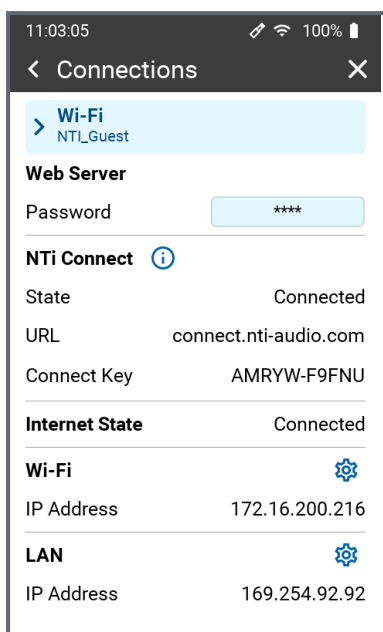 11:03:05 100%
Connections
Wi-Fi
NTI_Guest
Web Server
Password ****
NTi Connect
State Connected
URL connect.nti-audio.com
Connect Key AMRYW-F9FNU
Internet State Connected
Wi-Fi
IP Address 172.16.200.216
LAN
IP Address 169.254.92.92